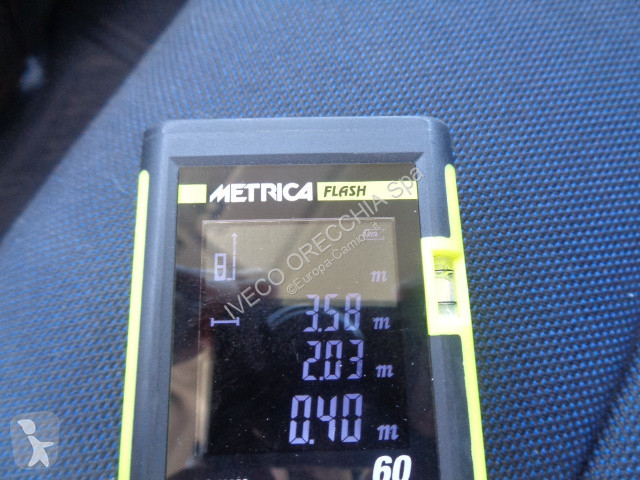 METRICA FLASH
m
3.58 m
2.03 m
0.40 m
60
IVECO ORECCHIA Spa
©Europa-Camions